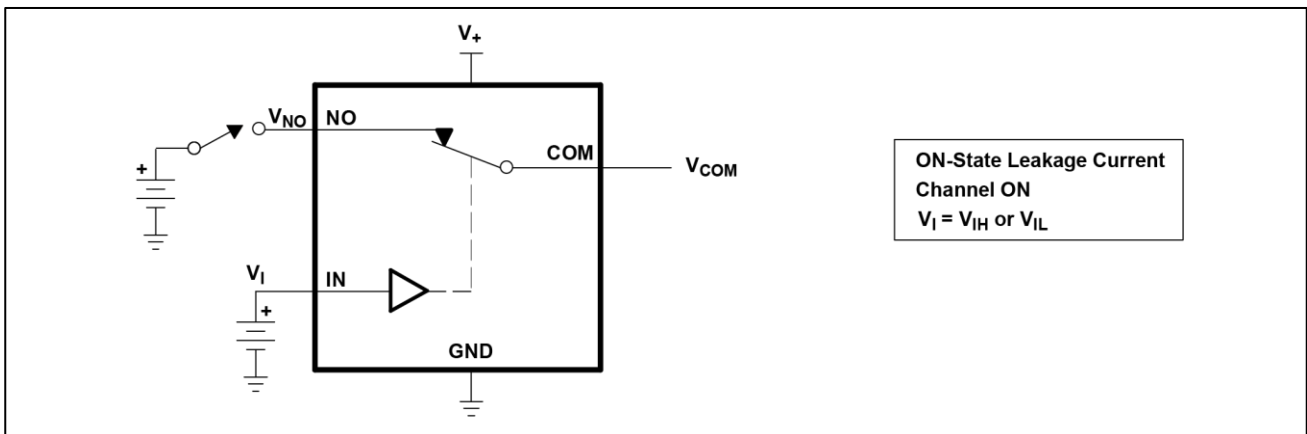 V+
VNO NO
COM
VCOM
+
VI IN
+
GND
ON-State Leakage Current
Channel ON
VI = VIH or VIL